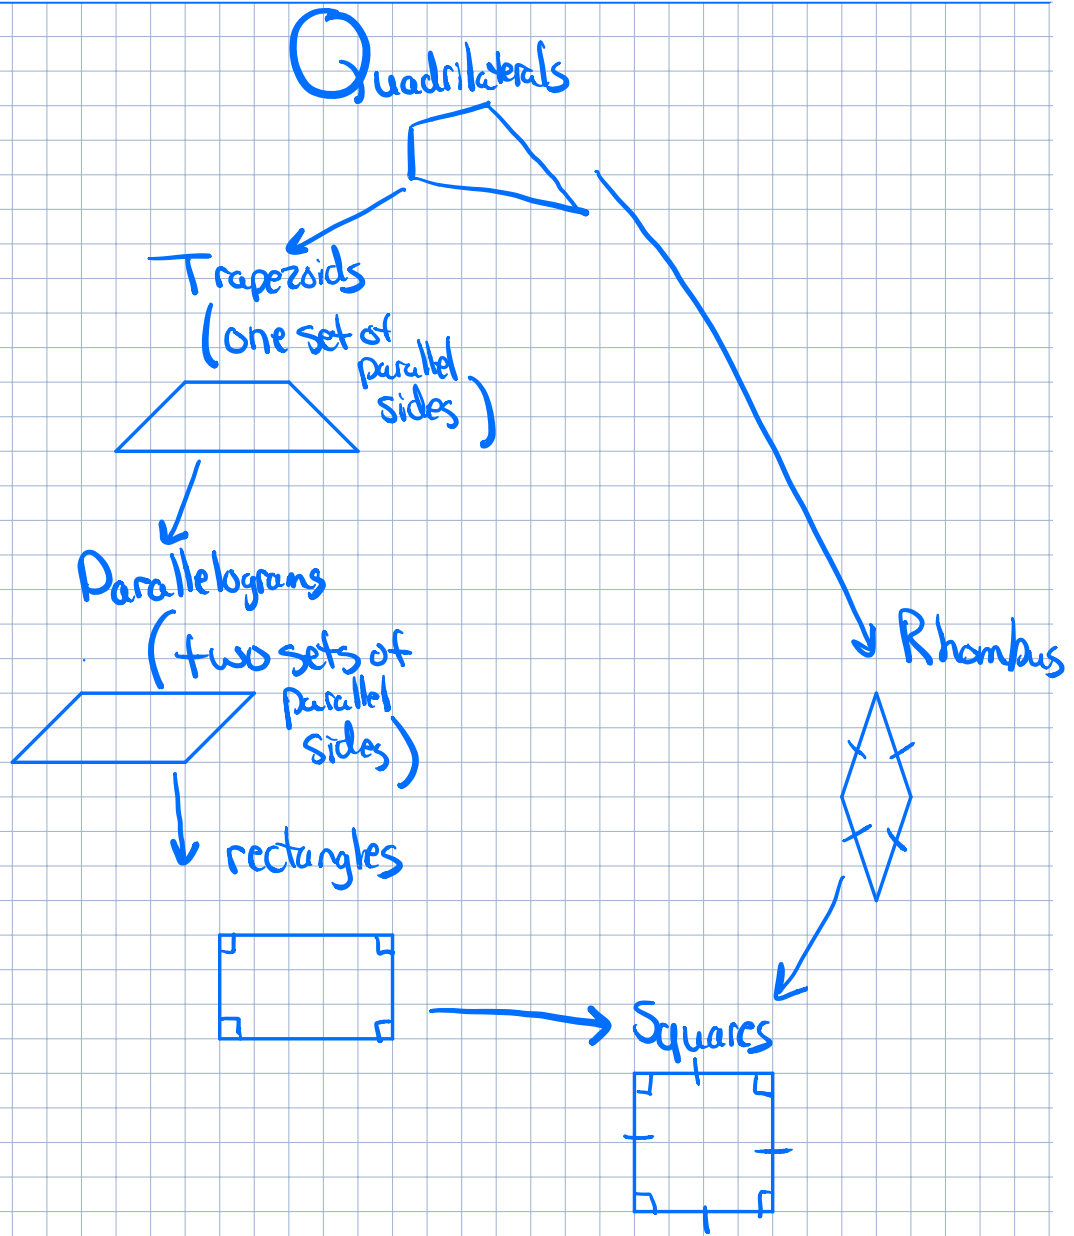 Quadrilaterals
Trapezoids
(one set of
parallel
sides)
Parallelograms
(two sets of
parallel
sides)
Rhombus
rectangles
Squares